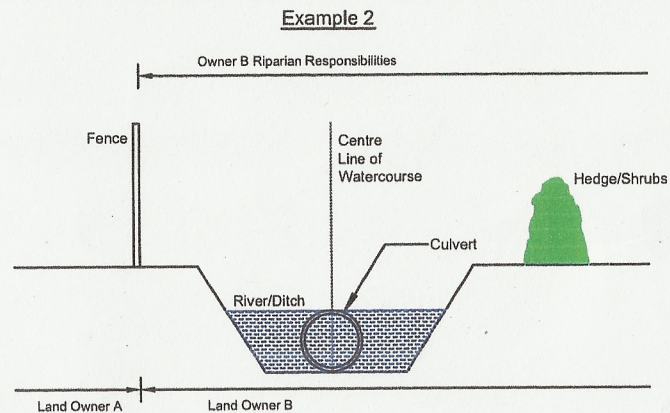 Example 2
Owner B Riparian Responsibilities
Fence
Centre
Line of
Watercourse
Hedge/Shrubs
Culvert
River/Ditch
Land Owner A
Land Owner B